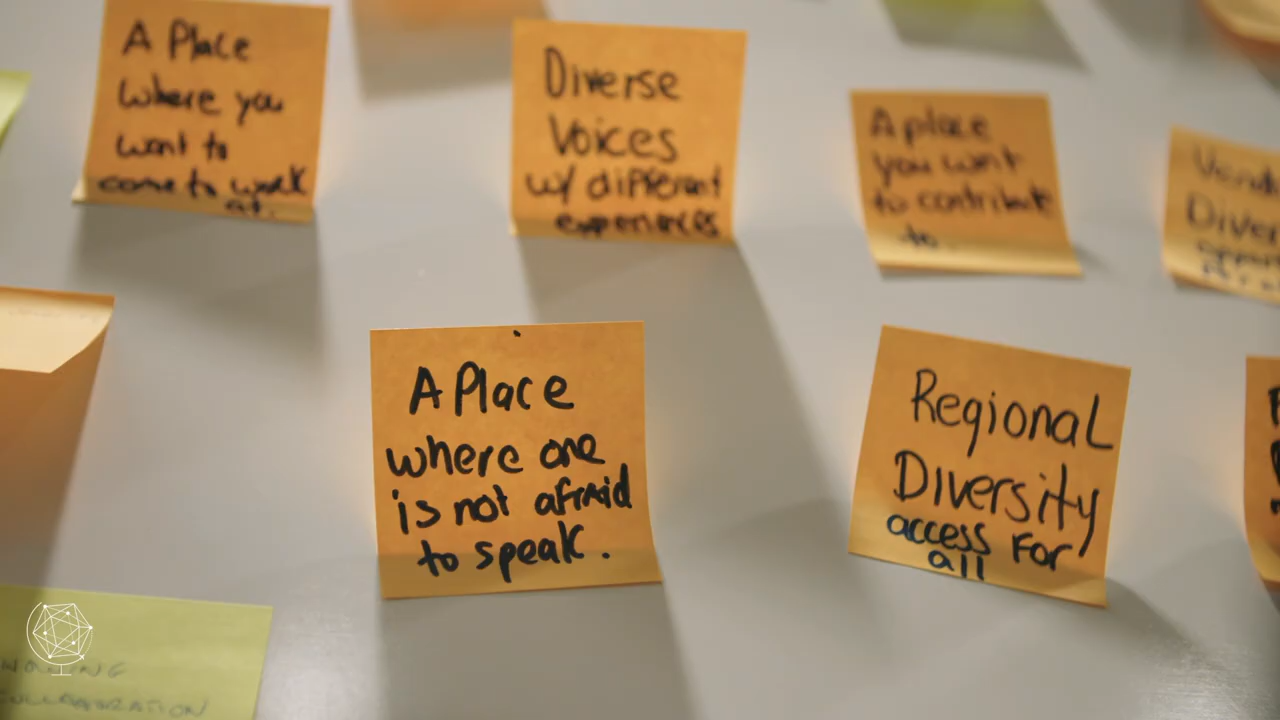 A Place
where you
want to
come to work
at.
Diverse
Voices
w/ different
experiences
A place
you want
to contribute
to.
A Place
where one
is not afraid
to speak.
Regional
Diversity
access For
all